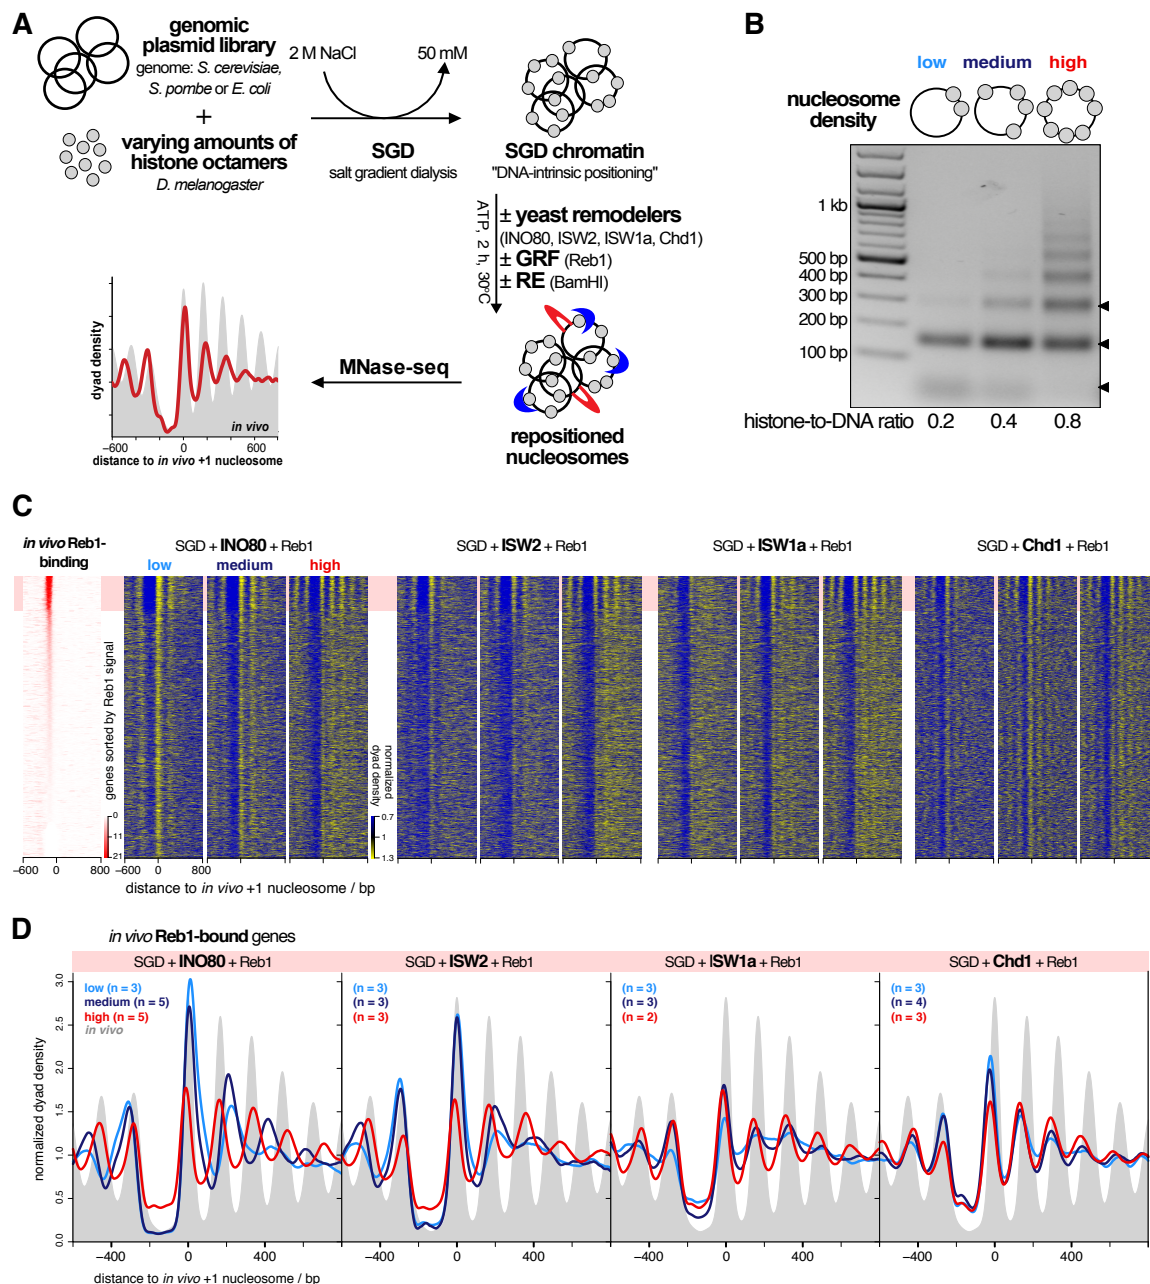 A
genomic
plasmid library
genome: S. cerevisiae,
S. pombe or E. coli
+
varying amounts of
histone octamers
D. melanogaster
2 M NaCl
50 mM
SGD
salt gradient dialysis
SGD chromatin
"DNA-intrinsic positioning"
ATP, 2 h, 30°C
± yeast remodelers
(INO80, ISW2, ISW1a, Chd1)
± GRF (Reb1)
± RE (BamHI)
MNase-seq
repositioned
nucleosomes
dyad density
in vivo
−600 0 600
distance to in vivo +1 nucleosome
B
low medium high
nucleosome
density
1 kb
500 bp
400 bp
300 bp
200 bp
100 bp
histone-to-DNA ratio 0.2 0.4 0.8
C
in vivo Reb1-
binding
SGD + INO80 + Reb1
low medium high
SGD + ISW2 + Reb1
SGD + ISW1a + Reb1
SGD + Chd1 + Reb1
genes sorted by Reb1 signal
0
11
21
normalized
dyad density
0.7
1
1.3
−600 0 800
−600 0 800
distance to in vivo +1 nucleosome / bp
D
in vivo Reb1-bound genes
SGD + INO80 + Reb1
SGD + ISW2 + Reb1
SGD + ISW1a + Reb1
SGD + Chd1 + Reb1
low (n = 3)
medium (n = 5)
high (n = 5)
in vivo
(n = 3)
(n = 3)
(n = 3)
(n = 3)
(n = 3)
(n = 2)
(n = 3)
(n = 4)
(n = 3)
normalized dyad density
3.0
2.5
2.0
1.5
1.0
0.5
0.0
−400 0 400
−400 0 400
−400 0 400
−400 0 400
distance to in vivo +1 nucleosome / bp